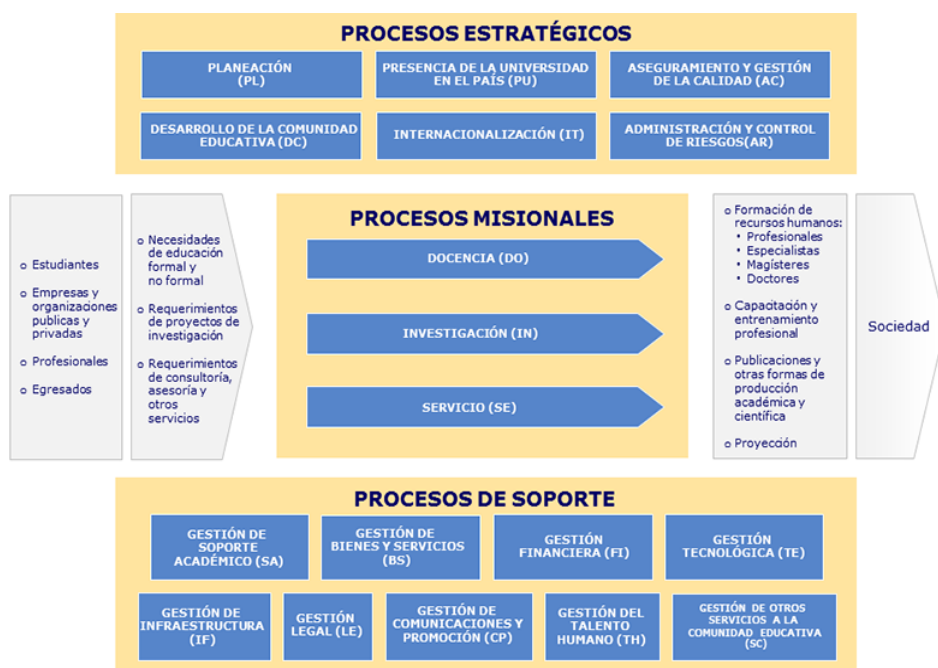 PROCESOS ESTRATÉGICOS
PLANEACIÓN
(PL)
PRESENCIA DE LA UNIVERSIDAD
EN EL PAÍS (PU)
ASEGURAMIENTO Y GESTIÓN
DE LA CALIDAD (AC)
DESARROLLO DE LA COMUNIDAD
EDUCATIVA (DC)
INTERNACIONALIZACIÓN (IT)
ADMINISTRACIÓN Y CONTROL
DE RIESGOS(AR)
o Estudiantes
o Empresas y
organizaciones
publicas y
privadas
o Profesionales
o Egresados
o Necesidades
de educación
formal y
no formal
o Requerimientos
de proyectos de
investigación
o Requerimientos
de consultoría,
asesoría y
otros
servicios
PROCESOS MISIONALES
DOCENCIA (DO)
INVESTIGACIÓN (IN)
SERVICIO (SE)
o Formación de
recursos humanos:
• Profesionales
• Especialistas
• Magísteres
• Doctores
o Capacitación y
entrenamiento
profesional
o Publicaciones y
otras formas de
producción
académica y
científica
o Proyección
Sociedad
PROCESOS DE SOPORTE
GESTIÓN DE
SOPORTE
ACADÉMICO (SA)
GESTIÓN DE
BIENES Y SERVICIOS
(BS)
GESTIÓN
FINANCIERA (FI)
GESTIÓN
TECNOLÓGICA (TE)
GESTIÓN DE
INFRAESTRUCTURA
(IF)
GESTIÓN
LEGAL (LE)
GESTIÓN DE
COMUNICACIONES Y
PROMOCIÓN (CP)
GESTIÓN DEL
TALENTO
HUMANO (TH)
GESTIÓN DE OTROS
SERVICIOS A LA
COMUNIDAD EDUCATIVA
(SC)